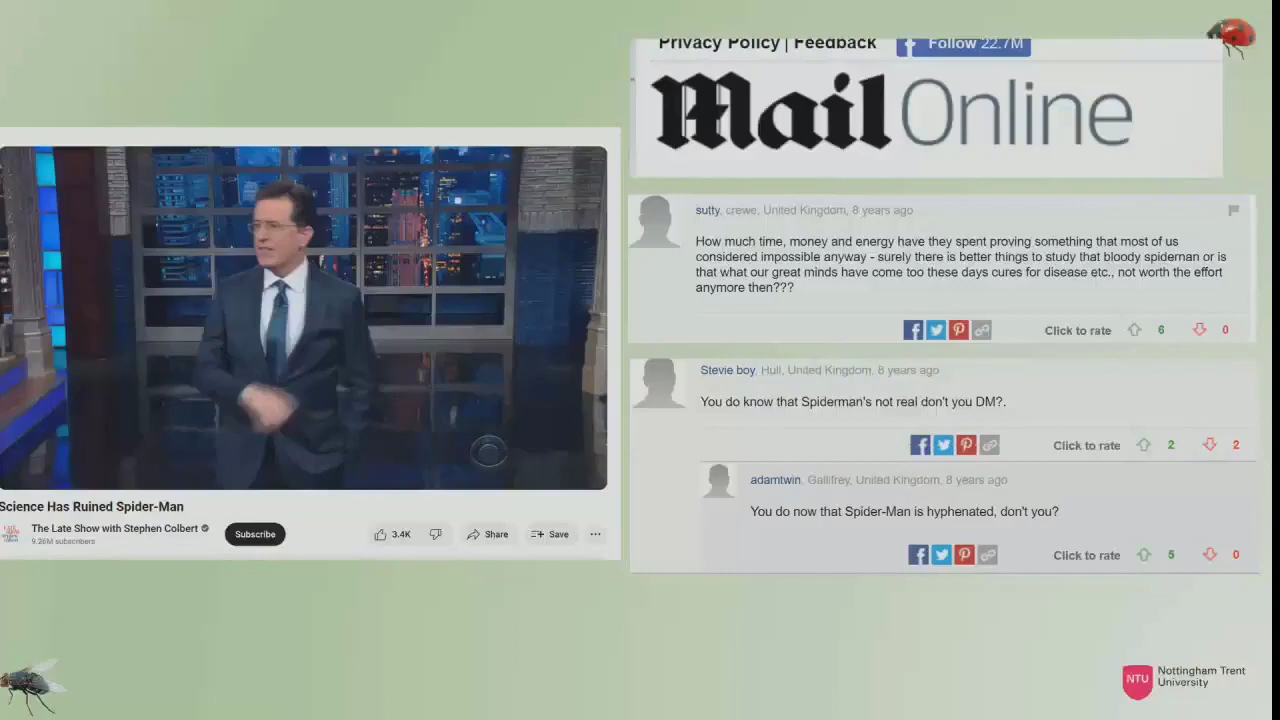 Privacy Policy | Feedback
Follow 22.7M
Mail Online
sutty, crewe, United Kingdom, 8 years ago
How much time, money and energy have they spent proving something that most of us
considered impossible anyway - surely there is better things to study that bloody spiderman or is
that what our great minds have come too these days cures for disease etc., not worth the effort
anymore then???
Click to rate 6 0
Stevie boy, Hull, United Kingdom, 8 years ago
You do know that Spiderman's not real don't you DM?.
Click to rate 2 2
adamtwin, Gallifrey, United Kingdom, 8 years ago
You do now that Spider-Man is hyphenated, don't you?
Click to rate 5 0
Science Has Ruined Spider-Man
The Late Show with Stephen Colbert
9.26M subscribers
Subscribe
3.4K
Share
Save
NTU
Nottingham Trent
University